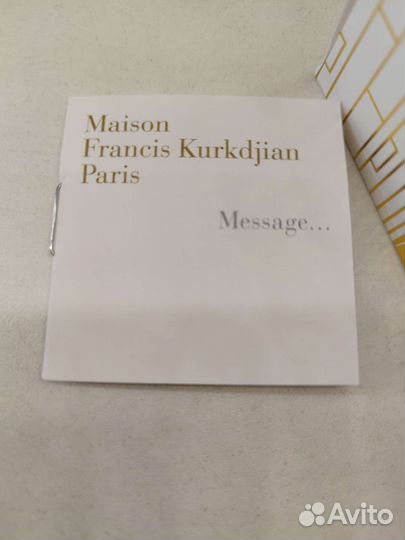 Maison
Francis Kurkdjian
Paris
Message...
Avito